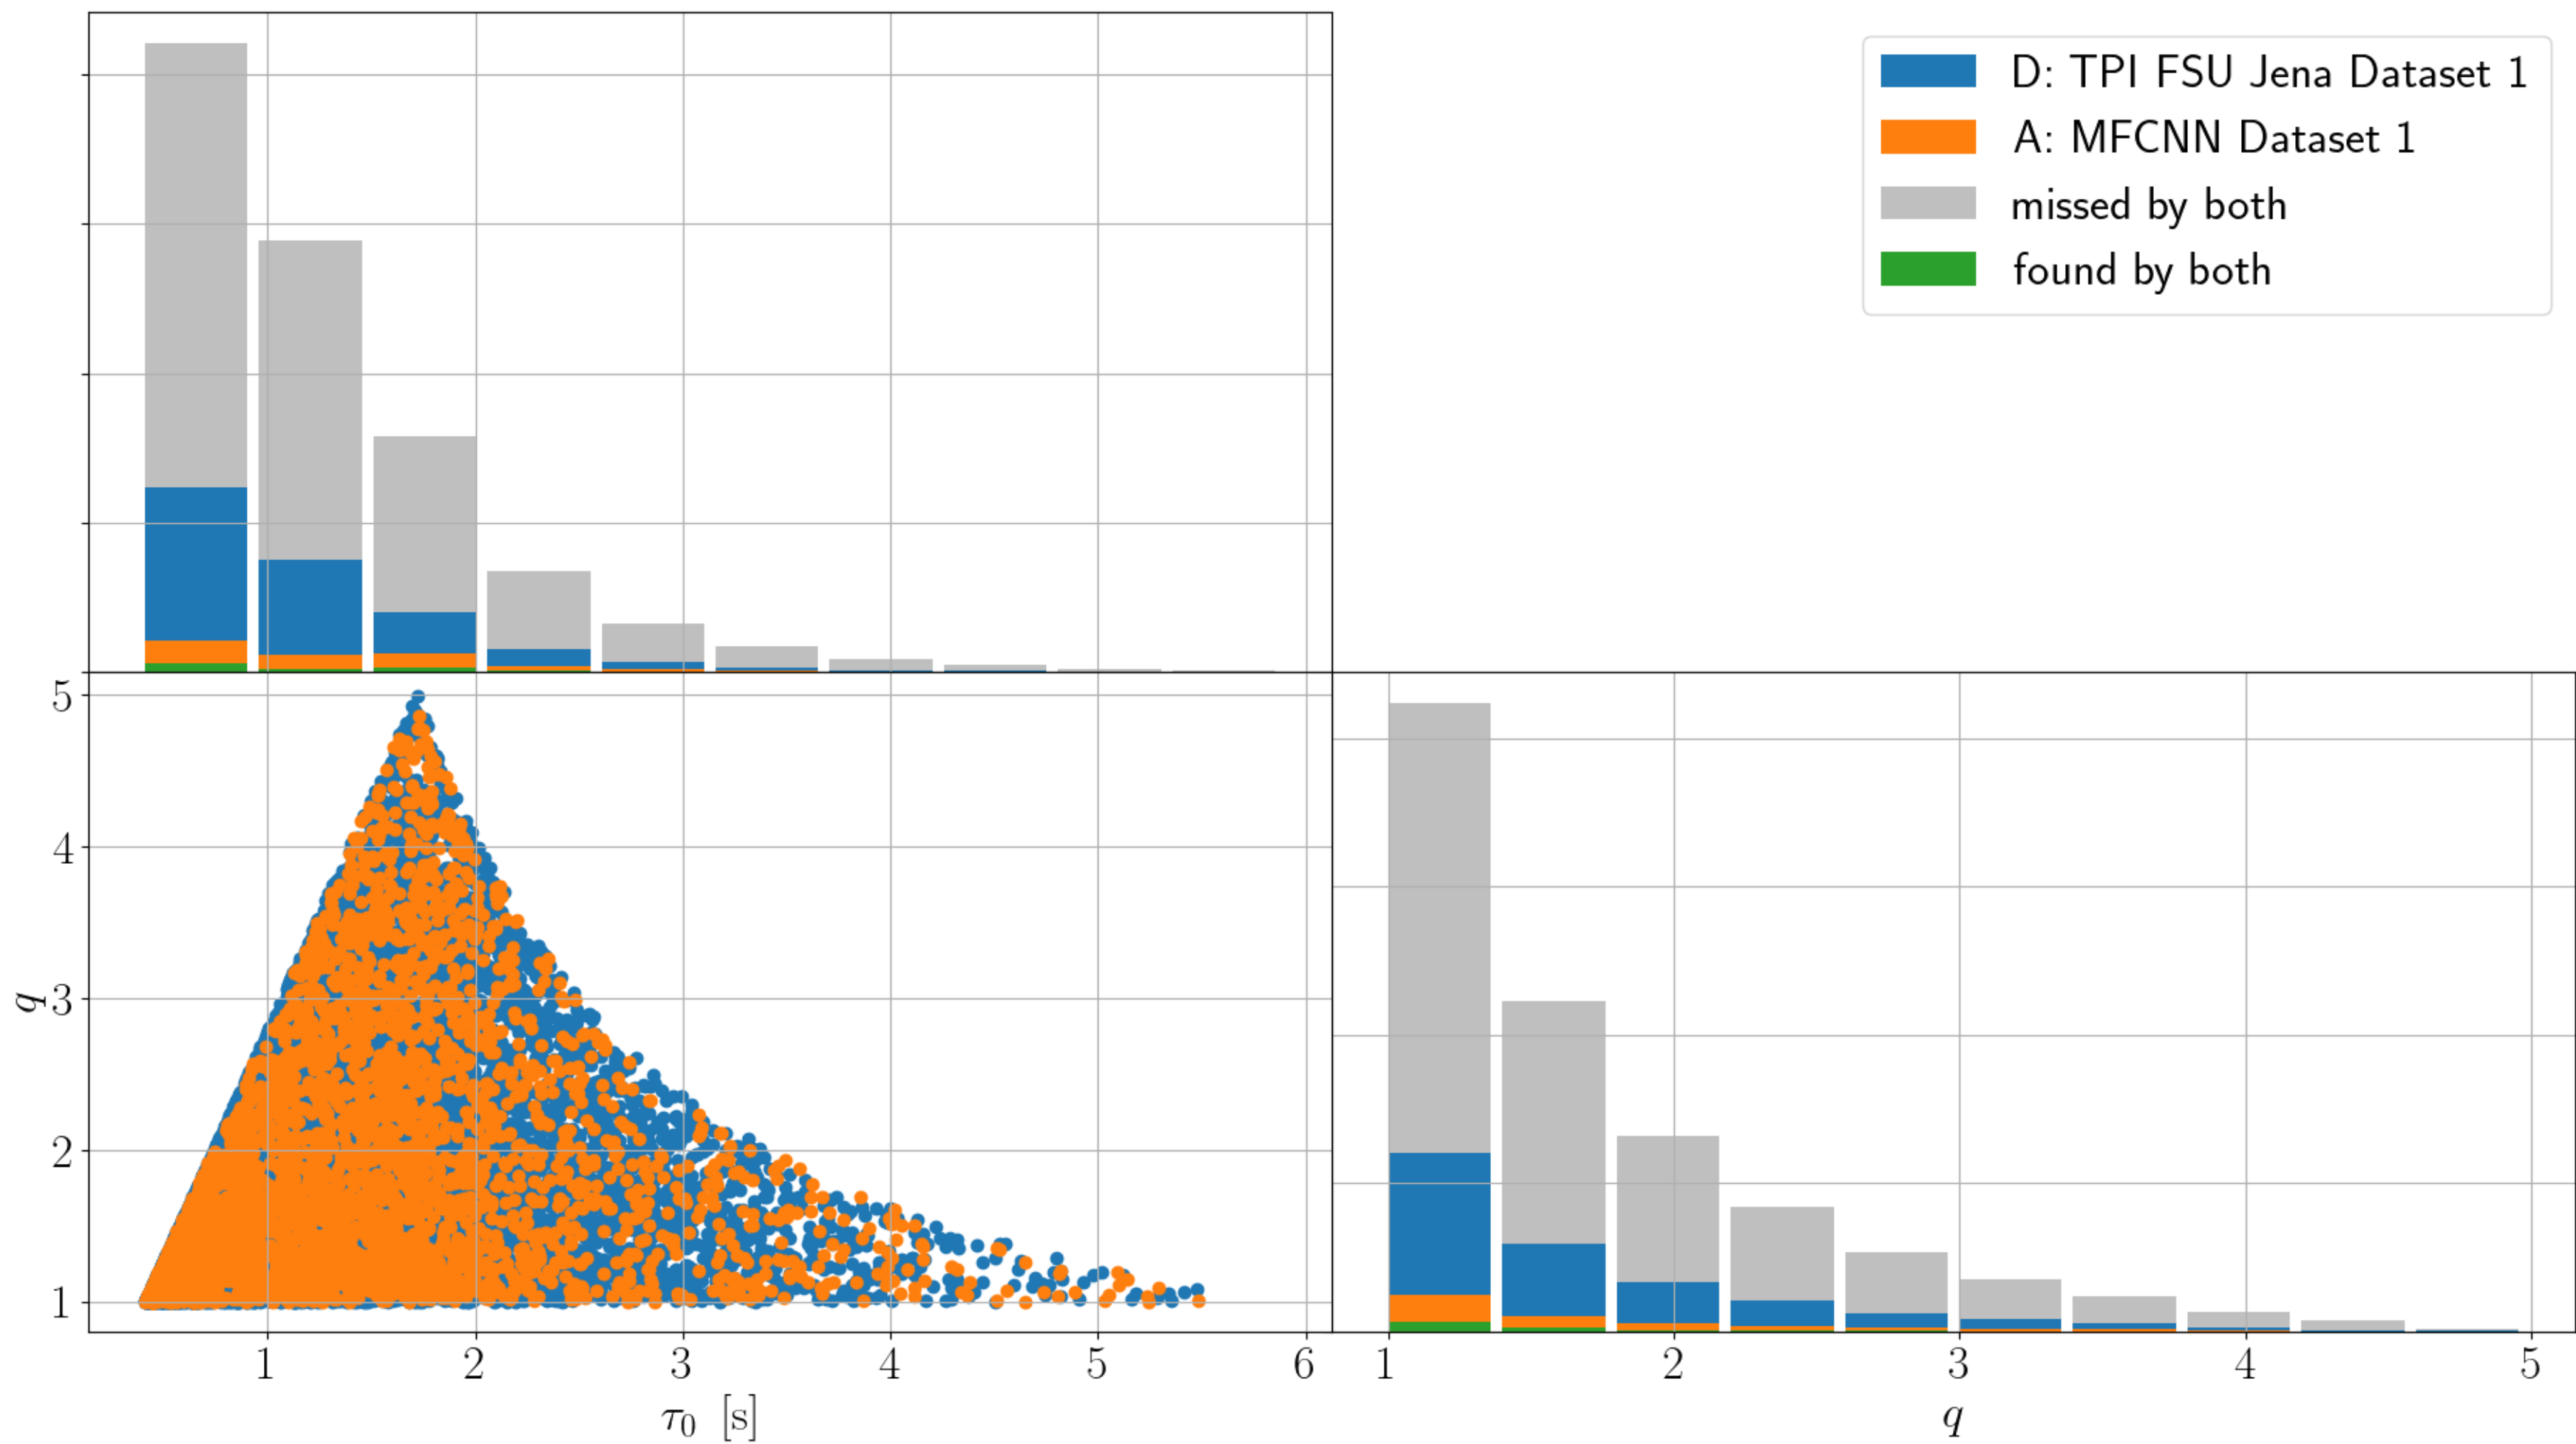 D: TPI FSU Jena Dataset 1
A: MFCNN Dataset 1
missed by both
found by both
5
4
3
2
1
q
1 2 3 4 5 6
τ₀ [s]
1 2 3 4 5
q